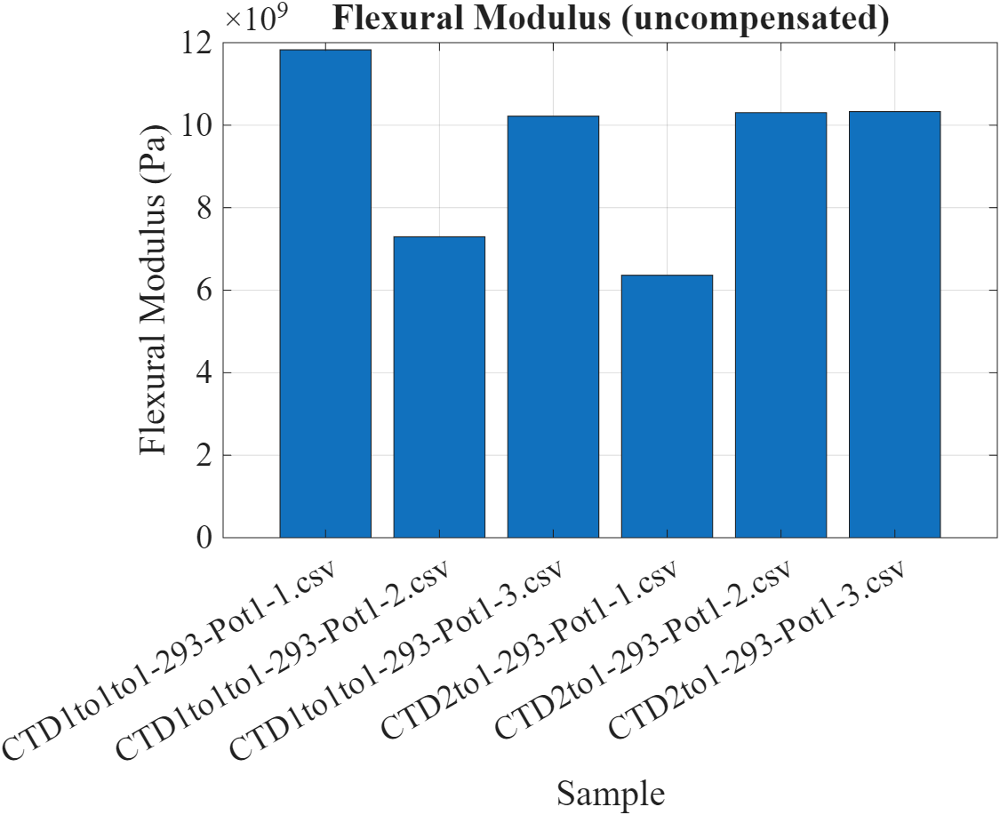 ×10⁹
Flexural Modulus (uncompensated)
12
10
8
6
4
2
0
Flexural Modulus (Pa)
CTD1to1to1-293-Pot1-1.csv
CTD1to1to1-293-Pot1-2.csv
CTD1to1to1-293-Pot1-3.csv
CTD2to1-293-Pot1-1.csv
CTD2to1-293-Pot1-2.csv
CTD2to1-293-Pot1-3.csv
Sample